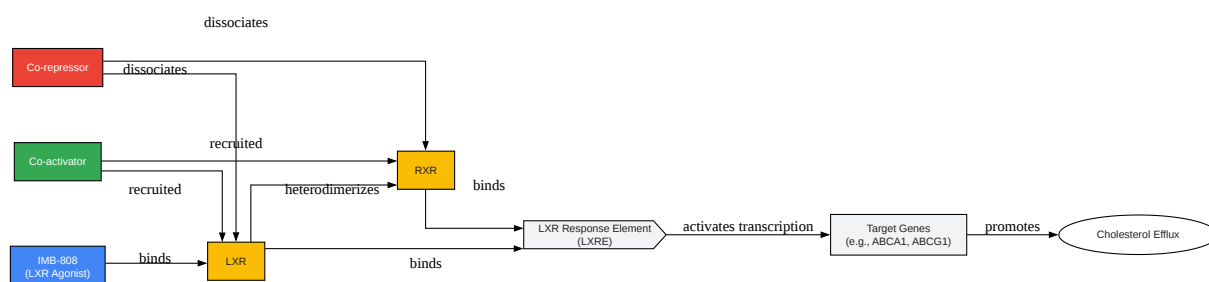 dissociates
Co-repressor
dissociates
recruited
Co-activator
RXR
recruited
heterodimerizes
binds
LXR Response Element
(LXRE)
activates transcription
Target Genes
(e.g., ABCA1, ABCG1)
promotes
Cholesterol Efflux
IMB-808
(LXR Agonist)
binds
LXR
binds